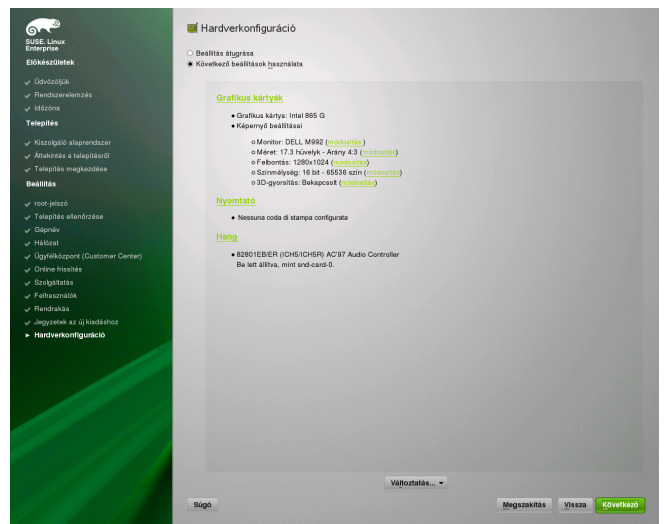 SUSE. Linux
Enterprise
Előkészületek
Üdvözöljük
Rendszerelemzés
Időzóna
Telepítés
Kiszolgáló alaprendszer
Áttekintés a telepítésről
Telepítés megkezdése
Beállítás
root-jelszó
Telepítés ellenőrzése
Gépnév
Hálózat
Ügyfélközpont (Customer Center)
Online frissítés
Szolgáltatás
Felhasználók
Rendrakás
Jegyzetek az új kiadáshoz
Hardverkonfiguráció
Hardverkonfiguráció
Beállítás átugrása
Következő beállítások használata
Grafikus kártyák
Grafikus kártya: Intel 865 G
Képernyő beállításai
Monitor: DELL M992 (módosítás)
Méret: 17.3 hüvelyk - Arány 4:3 (módosítás)
Felbontás: 1280x1024 (módosítás)
Színmélység: 16 bit - 65536 szín (módosítás)
3D-gyorsítás: Bekapcsolt (módosítás)
Nyomtató
Nessuna coda di stampa configurata
Hang
82801EB/ER (ICH5/ICH5R) AC'97 Audio Controller
Be lett állítva, mint snd-card-0.
Változtatás...
Súgó
Megszakítás
Vissza
Következő